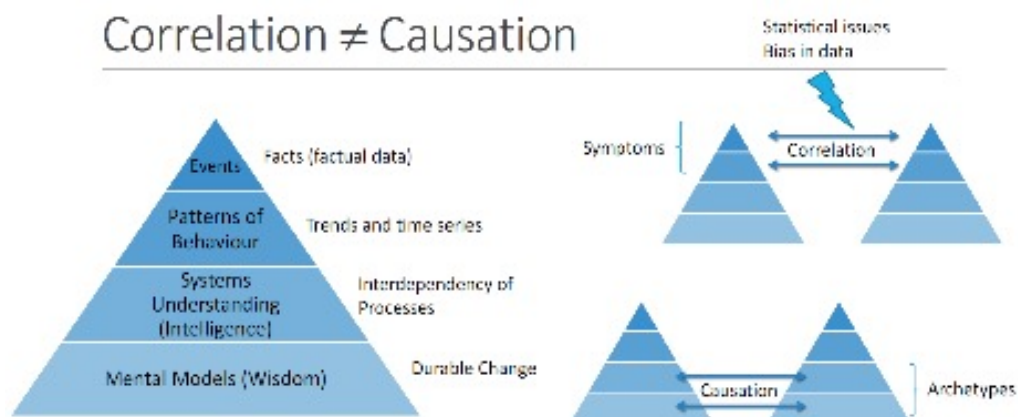 Correlation ≠ Causation
Statistical issues
Bias in data
Events
Facts (factual data)
Patterns of
Behaviour
Trends and time series
Systems
Understanding
(Intelligence)
Interdependency of
Processes
Mental Models (Wisdom)
Durable Change
Symptoms
Correlation
Causation
Archetypes